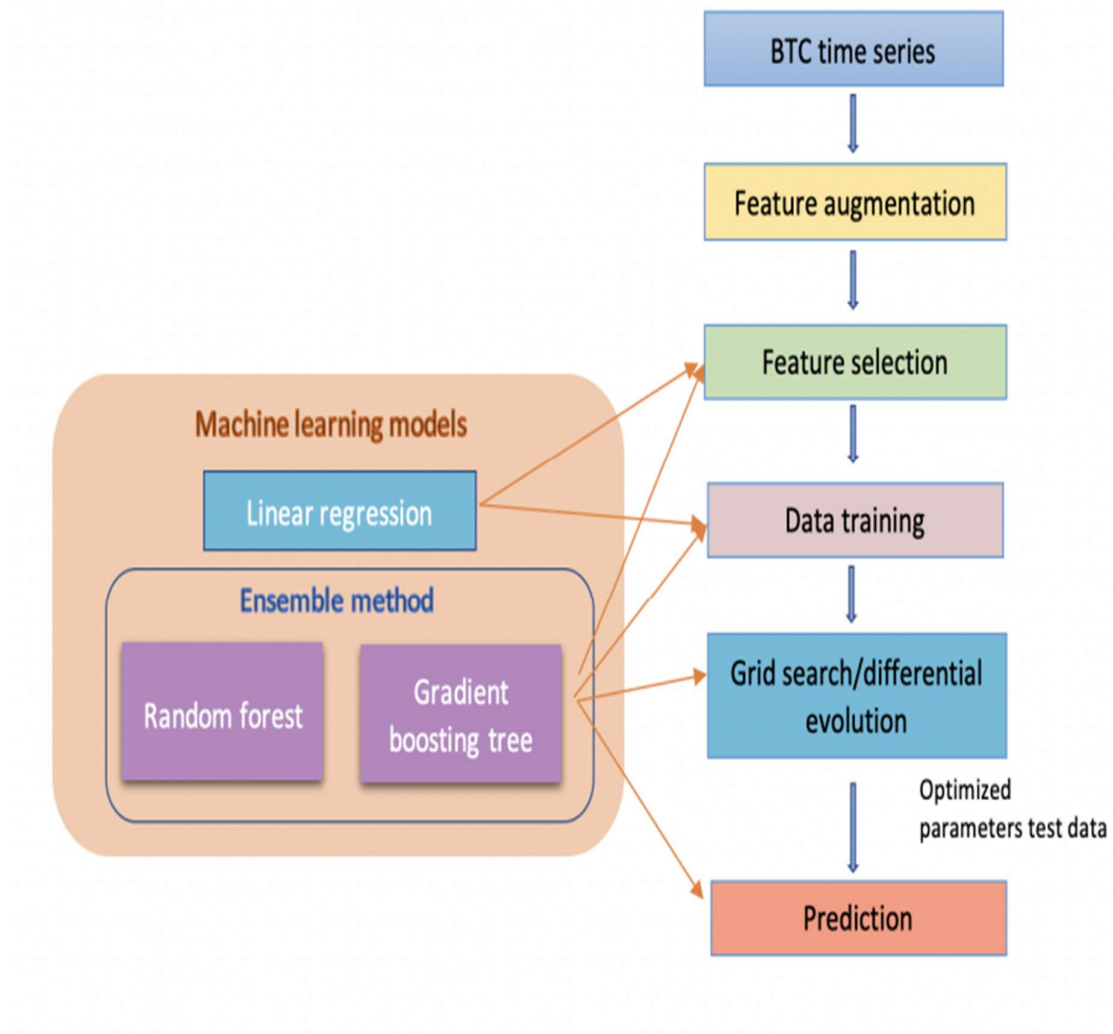 BTC time series
Feature augmentation
Feature selection
Machine learning models
Linear regression
Data training
Ensemble method
Random forest
Gradient
boosting tree
Grid search/differential
evolution
Optimized
parameters test data
Prediction